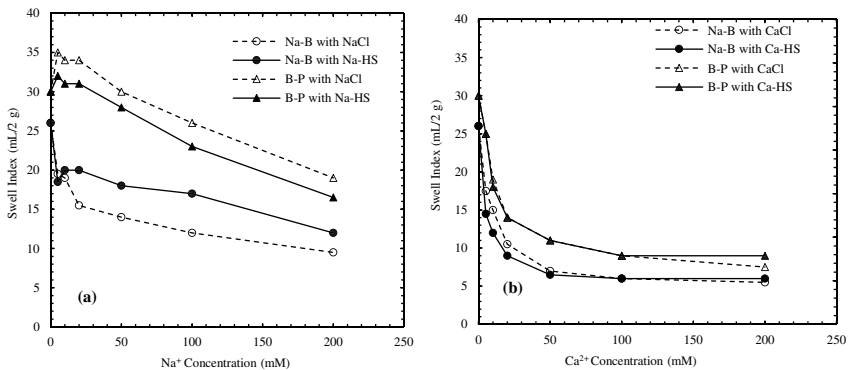 40
35
30
25
20
15
10
5
0
Swell Index (mL/2 g)
Na-B with NaCl
Na-B with Na-HS
B-P with NaCl
B-P with Na-HS
(a)
0 50 100 150 200 250
Na⁺ Concentration (mM)
40
35
30
25
20
15
10
5
0
Swell Index (mL/2 g)
Na-B with CaCl
Na-B with Ca-HS
B-P with CaCl
B-P with Ca-HS
(b)
0 50 100 150 200 250
Ca²⁺ Concentration (mM)